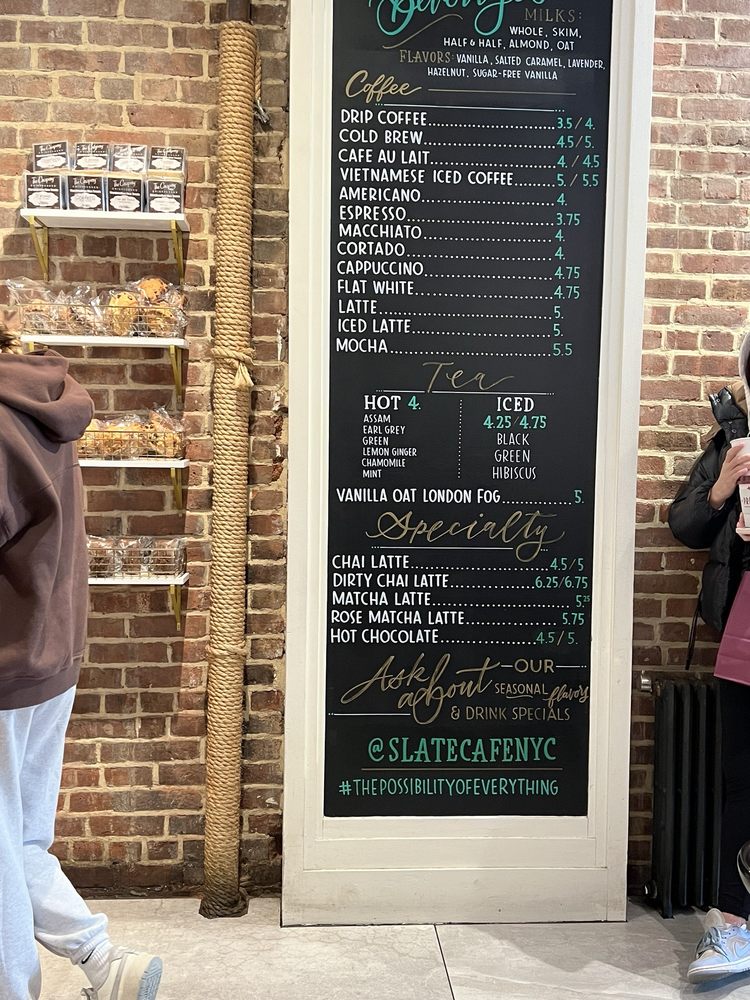 MILKS:
WHOLE, SKIM,
HALF & HALF, ALMOND, OAT
FLAVORS: VANILLA, SALTED CARAMEL, LAVENDER,
HAZELNUT, SUGAR-FREE VANILLA
Coffee
DRIP COFFEE 3.5 / 4.
COLD BREW 4.5 / 5.
CAFE AU LAIT 4. / 4.5
VIETNAMESE ICED COFFEE 5. / 5.5
AMERICANO 4.
ESPRESSO 3.75
MACCHIATO 4.
CORTADO 4.
CAPPUCCINO 4.75
FLAT WHITE 4.75
LATTE 5.
ICED LATTE 5.
MOCHA 5.5
Tea
HOT 4.
ASSAM
EARL GREY
GREEN
LEMON GINGER
CHAMOMILE
MINT
ICED
4.25/4.75
BLACK
GREEN
HIBISCUS
VANILLA OAT LONDON FOG 5.
Specialty
CHAI LATTE 4.5/5
DIRTY CHAI LATTE 6.25/6.75
MATCHA LATTE 5.25
ROSE MATCHA LATTE 5.75
HOT CHOCOLATE 4.5 / 5.
Ask about OUR
SEASONAL flavors
& DRINK SPECIALS
@SLATECAFENYC
#THEPOSSIBILITYOFEVERYTHING